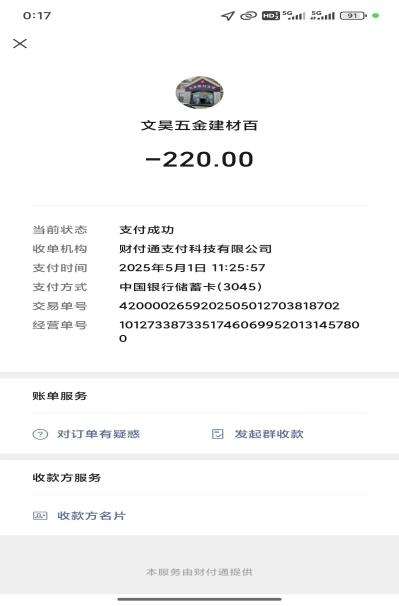 0:17
HD 5G 5G 91
文昊五金建材百
-220.00
当前状态 支付成功
收单机构 财付通支付科技有限公司
支付时间 2025年5月1日 11:25:57
支付方式 中国银行储蓄卡(3045)
交易单号 4200002659202505012703818702
经营单号 101273387335174606995201314578​0
0
账单服务
对订单有疑惑 发起群收款
收款方服务
收款方名片
本服务由财付通提供